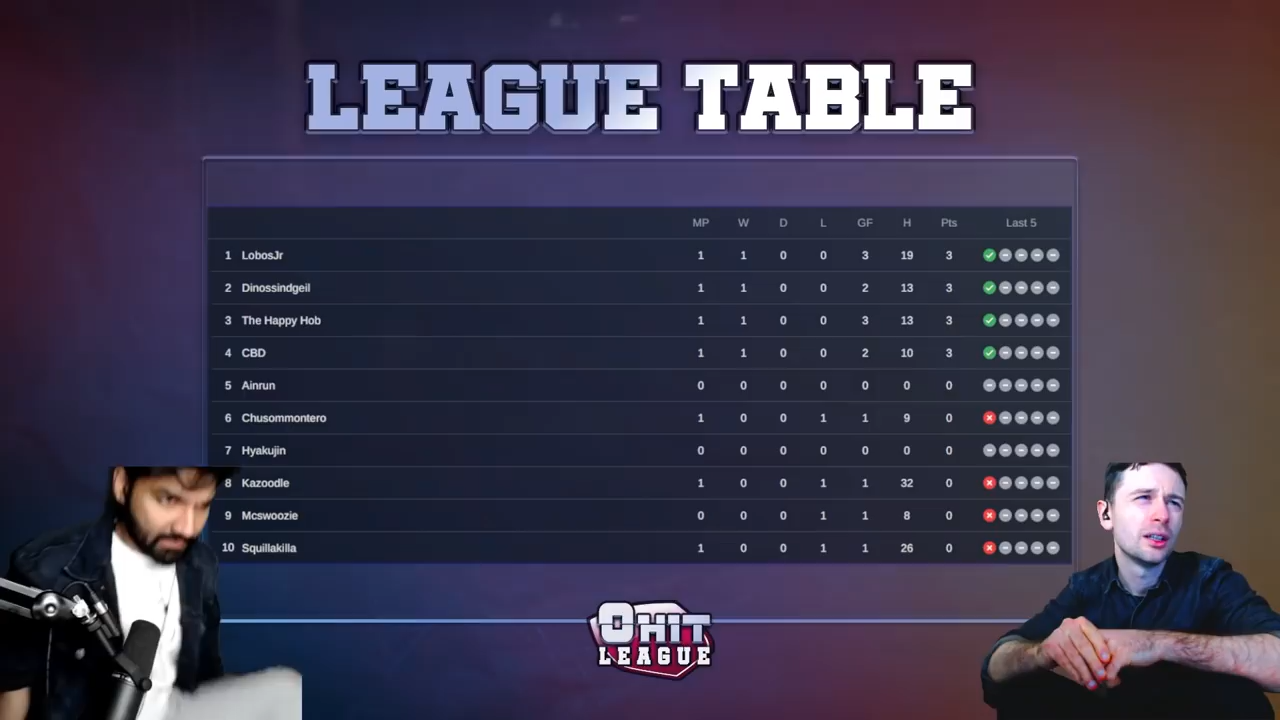 LEAGUE TABLE
MP W D L GF H Pts Last 5
1 LobosJr 1 1 0 0 3 19 3
2 Dinossindgeil 1 1 0 0 2 13 3
3 The Happy Hob 1 1 0 0 3 13 3
4 CBD 1 1 0 0 2 10 3
5 Ainrun 0 0 0 0 0 0 0
6 Chusommontero 1 0 0 1 1 9 0
7 Hyakujin 0 0 0 0 0 0 0
8 Kazoodle 1 0 0 1 1 32 0
9 Mcswoozie 0 0 0 1 1 8 0
10 Squillakilla 1 0 0 1 1 26 0
0HIT
LEAGUE